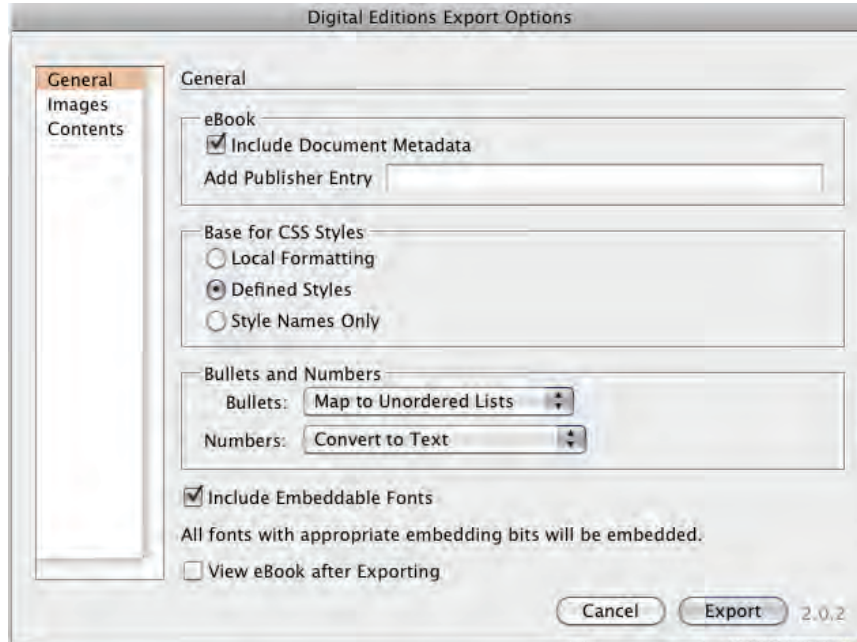 Digital Editions Export Options
General
Images
Contents
General
eBook
Include Document Metadata
Add Publisher Entry
Base for CSS Styles
Local Formatting
Defined Styles
Style Names Only
Bullets and Numbers
Bullets: Map to Unordered Lists
Numbers: Convert to Text
Include Embeddable Fonts
All fonts with appropriate embedding bits will be embedded.
View eBook after Exporting
Cancel Export 2.0.2